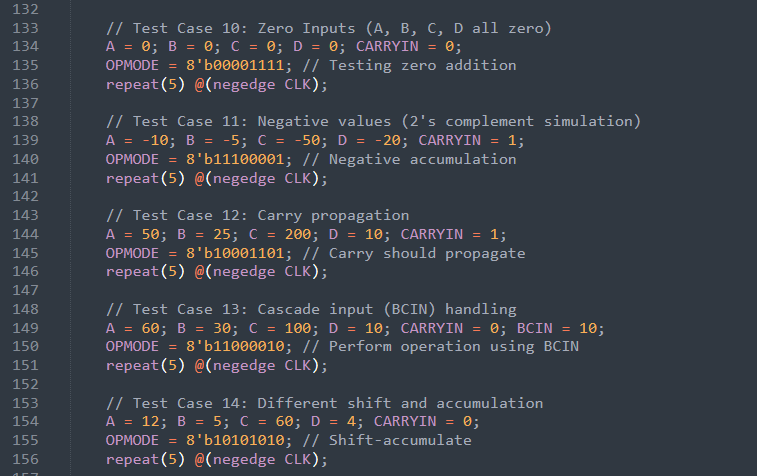 132
133 // Test Case 10: Zero Inputs (A, B, C, D all zero)
134 A = 0; B = 0; C = 0; D = 0; CARRYIN = 0;
135 OPMODE = 8'b00001111; // Testing zero addition
136 repeat(5) @(negedge CLK);
137
138 // Test Case 11: Negative values (2's complement simulation)
139 A = -10; B = -5; C = -50; D = -20; CARRYIN = 1;
140 OPMODE = 8'b11100001; // Negative accumulation
141 repeat(5) @(negedge CLK);
142
143 // Test Case 12: Carry propagation
144 A = 50; B = 25; C = 200; D = 10; CARRYIN = 1;
145 OPMODE = 8'b10001101; // Carry should propagate
146 repeat(5) @(negedge CLK);
147
148 // Test Case 13: Cascade input (BCIN) handling
149 A = 60; B = 30; C = 100; D = 10; CARRYIN = 0; BCIN = 10;
150 OPMODE = 8'b11000010; // Perform operation using BCIN
151 repeat(5) @(negedge CLK);
152
153 // Test Case 14: Different shift and accumulation
154 A = 12; B = 5; C = 60; D = 4; CARRYIN = 0;
155 OPMODE = 8'b10101010; // Shift-accumulate
156 repeat(5) @(negedge CLK);